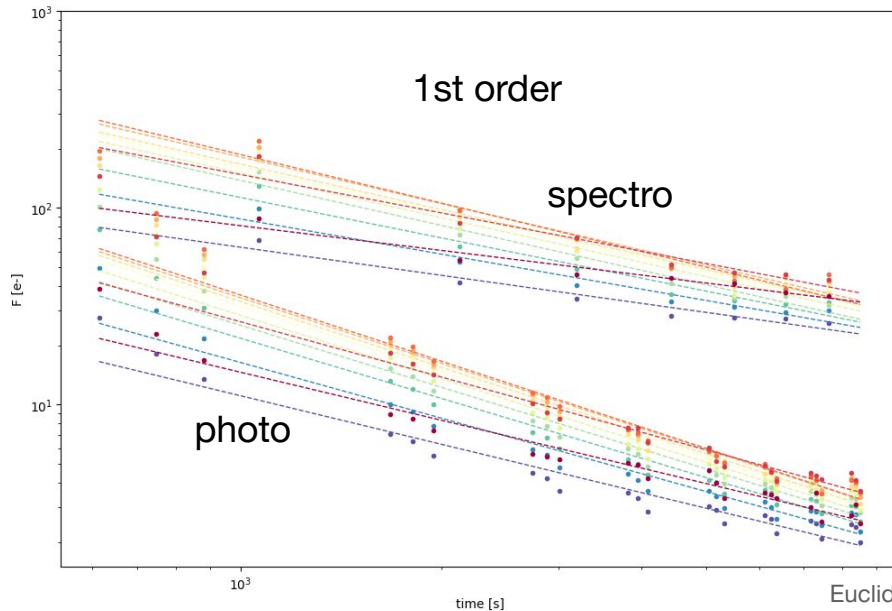 10³
1st order
spectro
10²
F [e-]
photo
10¹
10³
time [s]
Euclid